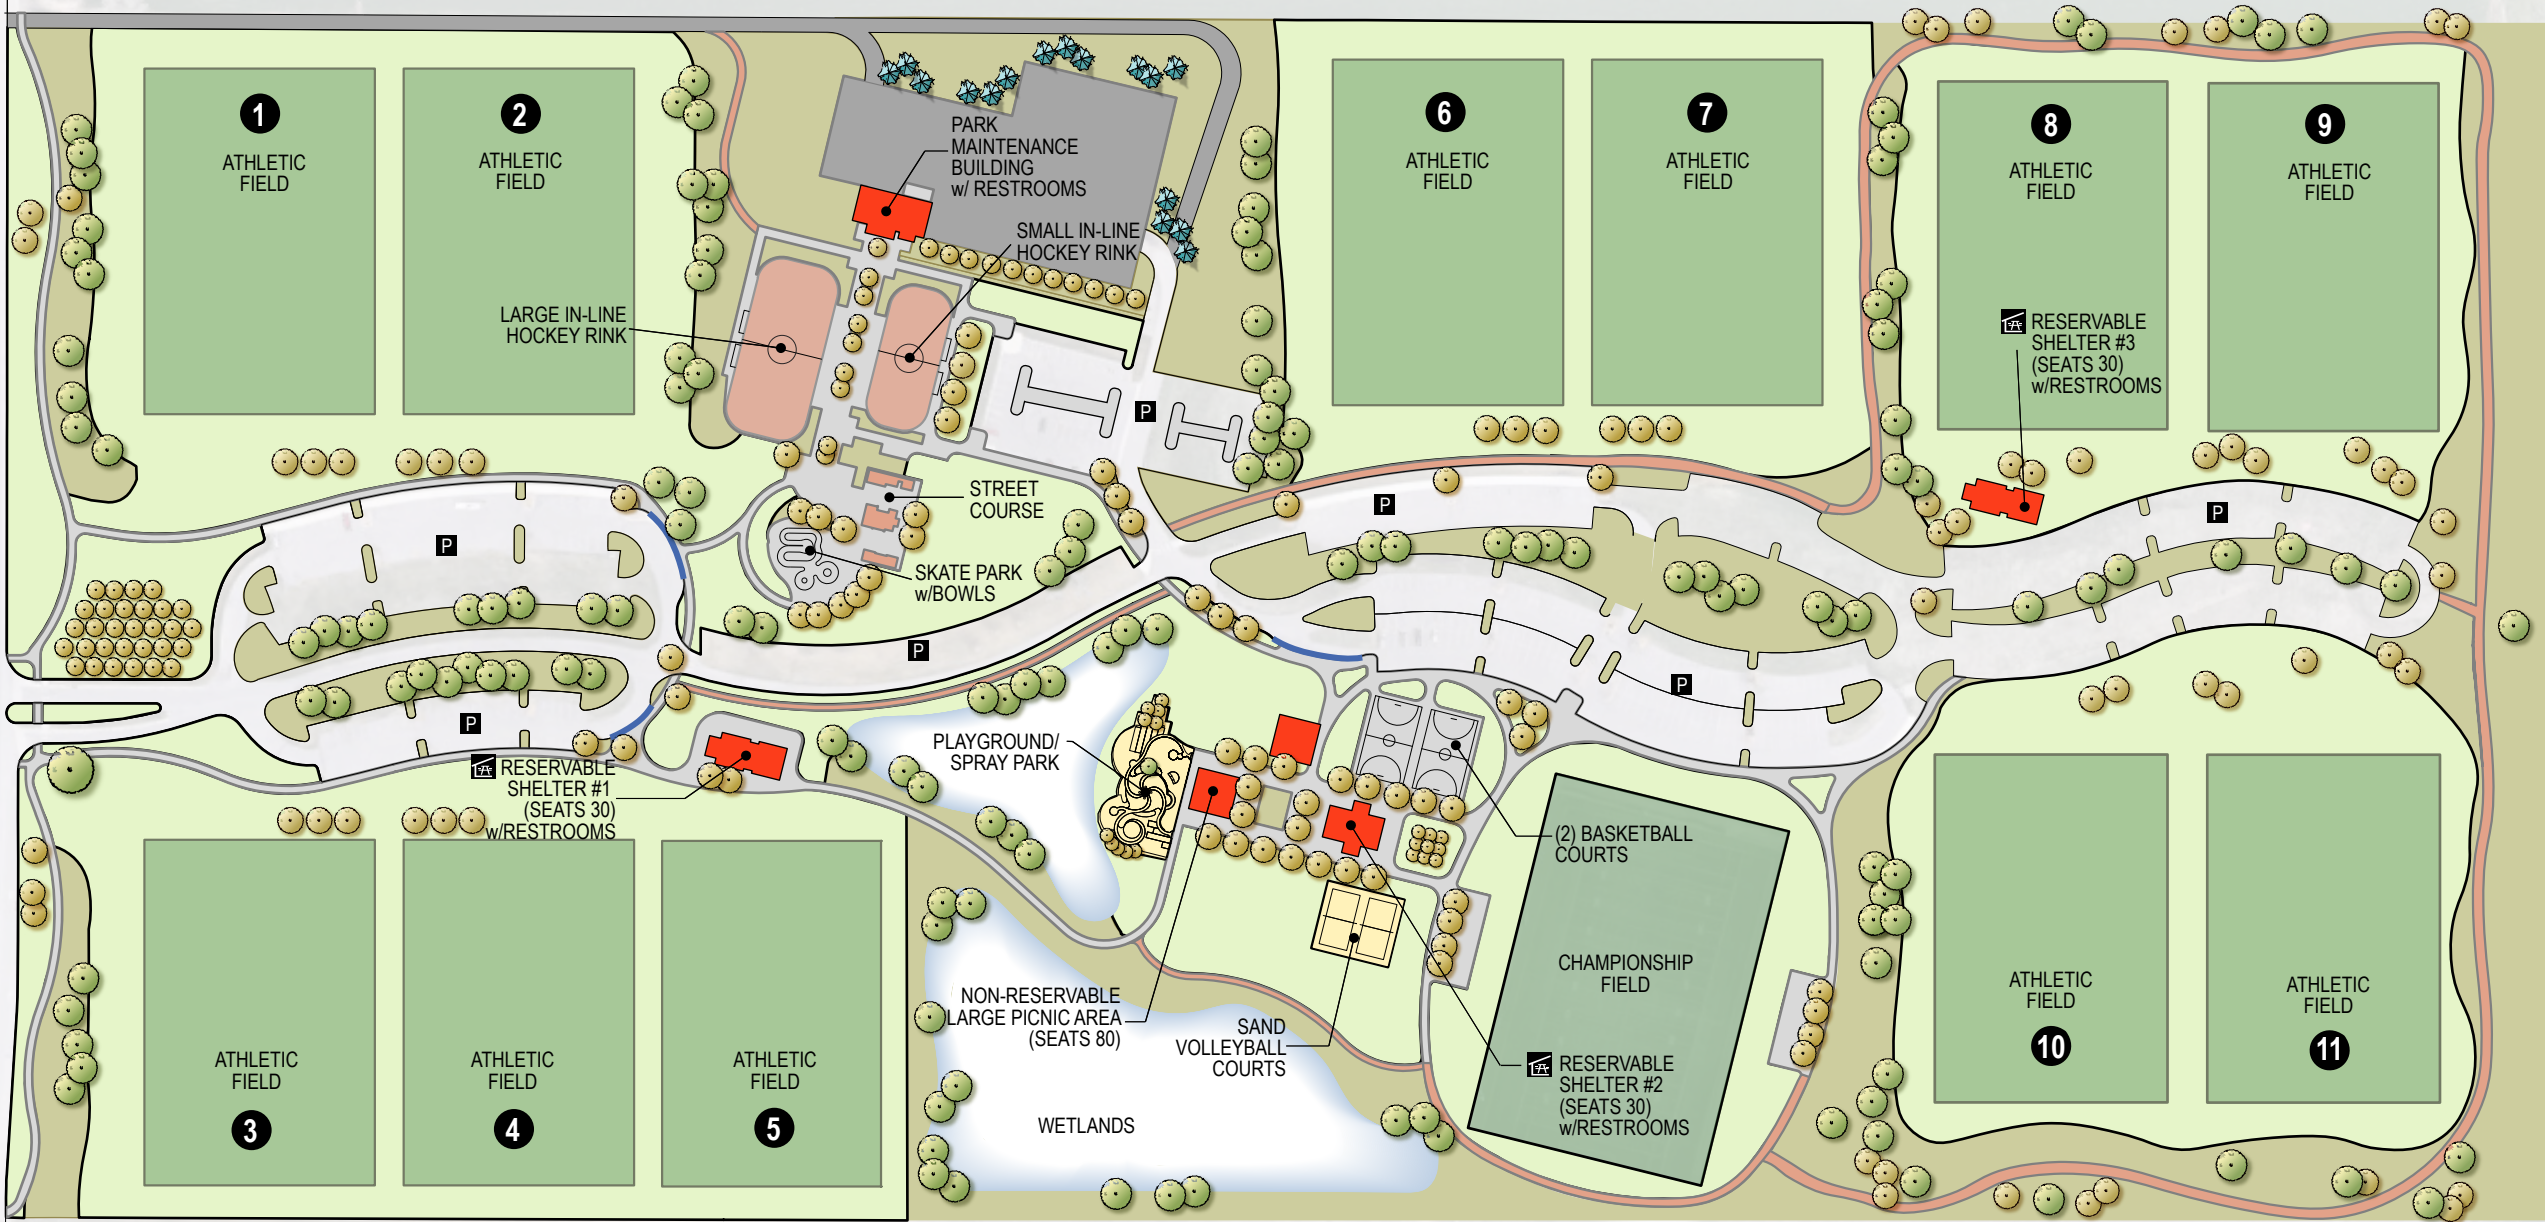 1
ATHLETIC
FIELD
2
ATHLETIC
FIELD
PARK
MAINTENANCE
BUILDING
w/ RESTROOMS
SMALL IN-LINE
HOCKEY RINK
LARGE IN-LINE
HOCKEY RINK
6
ATHLETIC
FIELD
7
ATHLETIC
FIELD
8
ATHLETIC
FIELD
9
ATHLETIC
FIELD
RESERVABLE
SHELTER #3
(SEATS 30)
w/RESTROOMS
P
STREET
COURSE
P
P
P
SKATE PARK
w/BOWLS
P
P
P
RESERVABLE
SHELTER #1
(SEATS 30)
w/RESTROOMS
PLAYGROUND/
SPRAY PARK
(2) BASKETBALL
COURTS
CHAMPIONSHIP
FIELD
NON-RESERVABLE
LARGE PICNIC AREA
(SEATS 80)
SAND
VOLLEYBALL
COURTS
RESERVABLE
SHELTER #2
(SEATS 30)
w/RESTROOMS
WETLANDS
ATHLETIC
FIELD
3
ATHLETIC
FIELD
4
ATHLETIC
FIELD
5
ATHLETIC
FIELD
10
ATHLETIC
FIELD
11